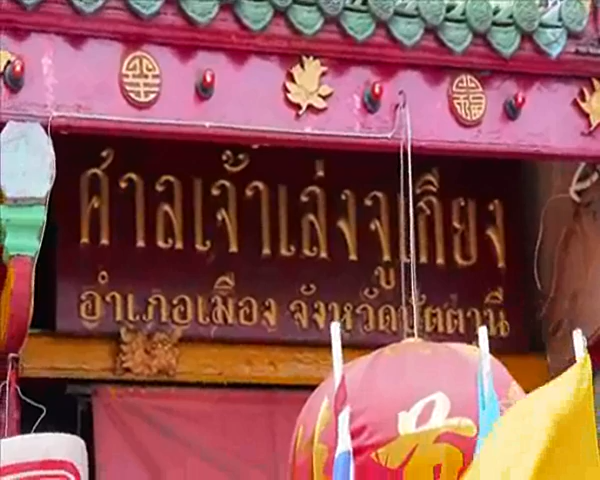 ศาลเจ้าเล่งจูเกียง
อำเภอเมือง จังหวัดปัตตานี